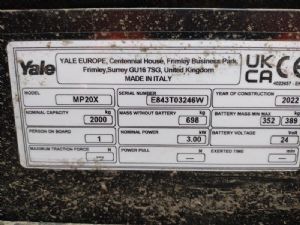 Yale
YALE EUROPE, Centennial House, Frimley Business Park,
Frimley, Surrey GU16 7SG, United Kingdom
MADE IN ITALY
UK
CA
CE
MODEL SERIAL NUMBER YEAR OF CONSTRUCTION
MP20X E843T03246W 2022
NOMINAL CAPACITY MASS WITHOUT BATTERY BATTERY MASS MIN MAX
2000 kg 698 kg 352 389
PERSON ON BOARD NOMINAL POWER kW BATTERY VOLTAGE
1 3.00 24
MAXIMUM TRACTION FORCE N POWER PULL N EXERTED TIME min
— — —